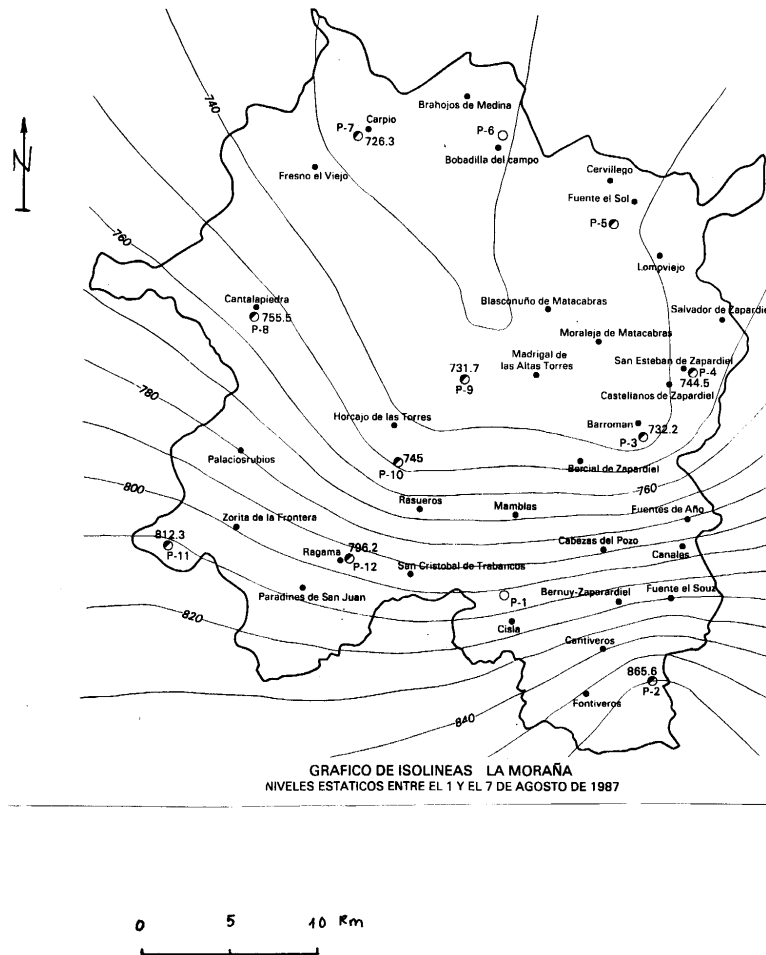 740
Brahojos de Medina
P-7
Carpio
726.3
P-6
Bobadilla del campo
Fresno el Viejo
Cervillego
Fuente el Sol
P-5
N
760
Lomoviejo
Cantalapiedra
755.5
P-8
Blasconuño de Matacabras
Salvador de Zapardiel
Moraleja de Matacabras
Madrigal de
las Altas Torres
San Esteban de Zapardiel
P-4
744.5
731.7
P-9
Castellanos de Zapardiel
780
Horcajo de las Torres
Barroman
732.2
P-3
Palaciosrubios
745
P-10
Bercial de Zapardiel
760
800
Rasueros
Mamblas
Fuentes de Año
Zorita de la Frontera
812.3
P-11
796.2
Ragama
P-12
Cabezas del Pozo
Canales
San Cristobal de Trabancos
Paradines de San Juan
P-1
Bernuy-Zaparardiel
Fuente el Souz
820
Cisla
Cantiveros
865.6
P-2
Fontiveros
840
GRAFICO DE ISOLINEAS LA MORAÑA
NIVELES ESTATICOS ENTRE EL 1 Y EL 7 DE AGOSTO DE 1987
0 5 10 Km